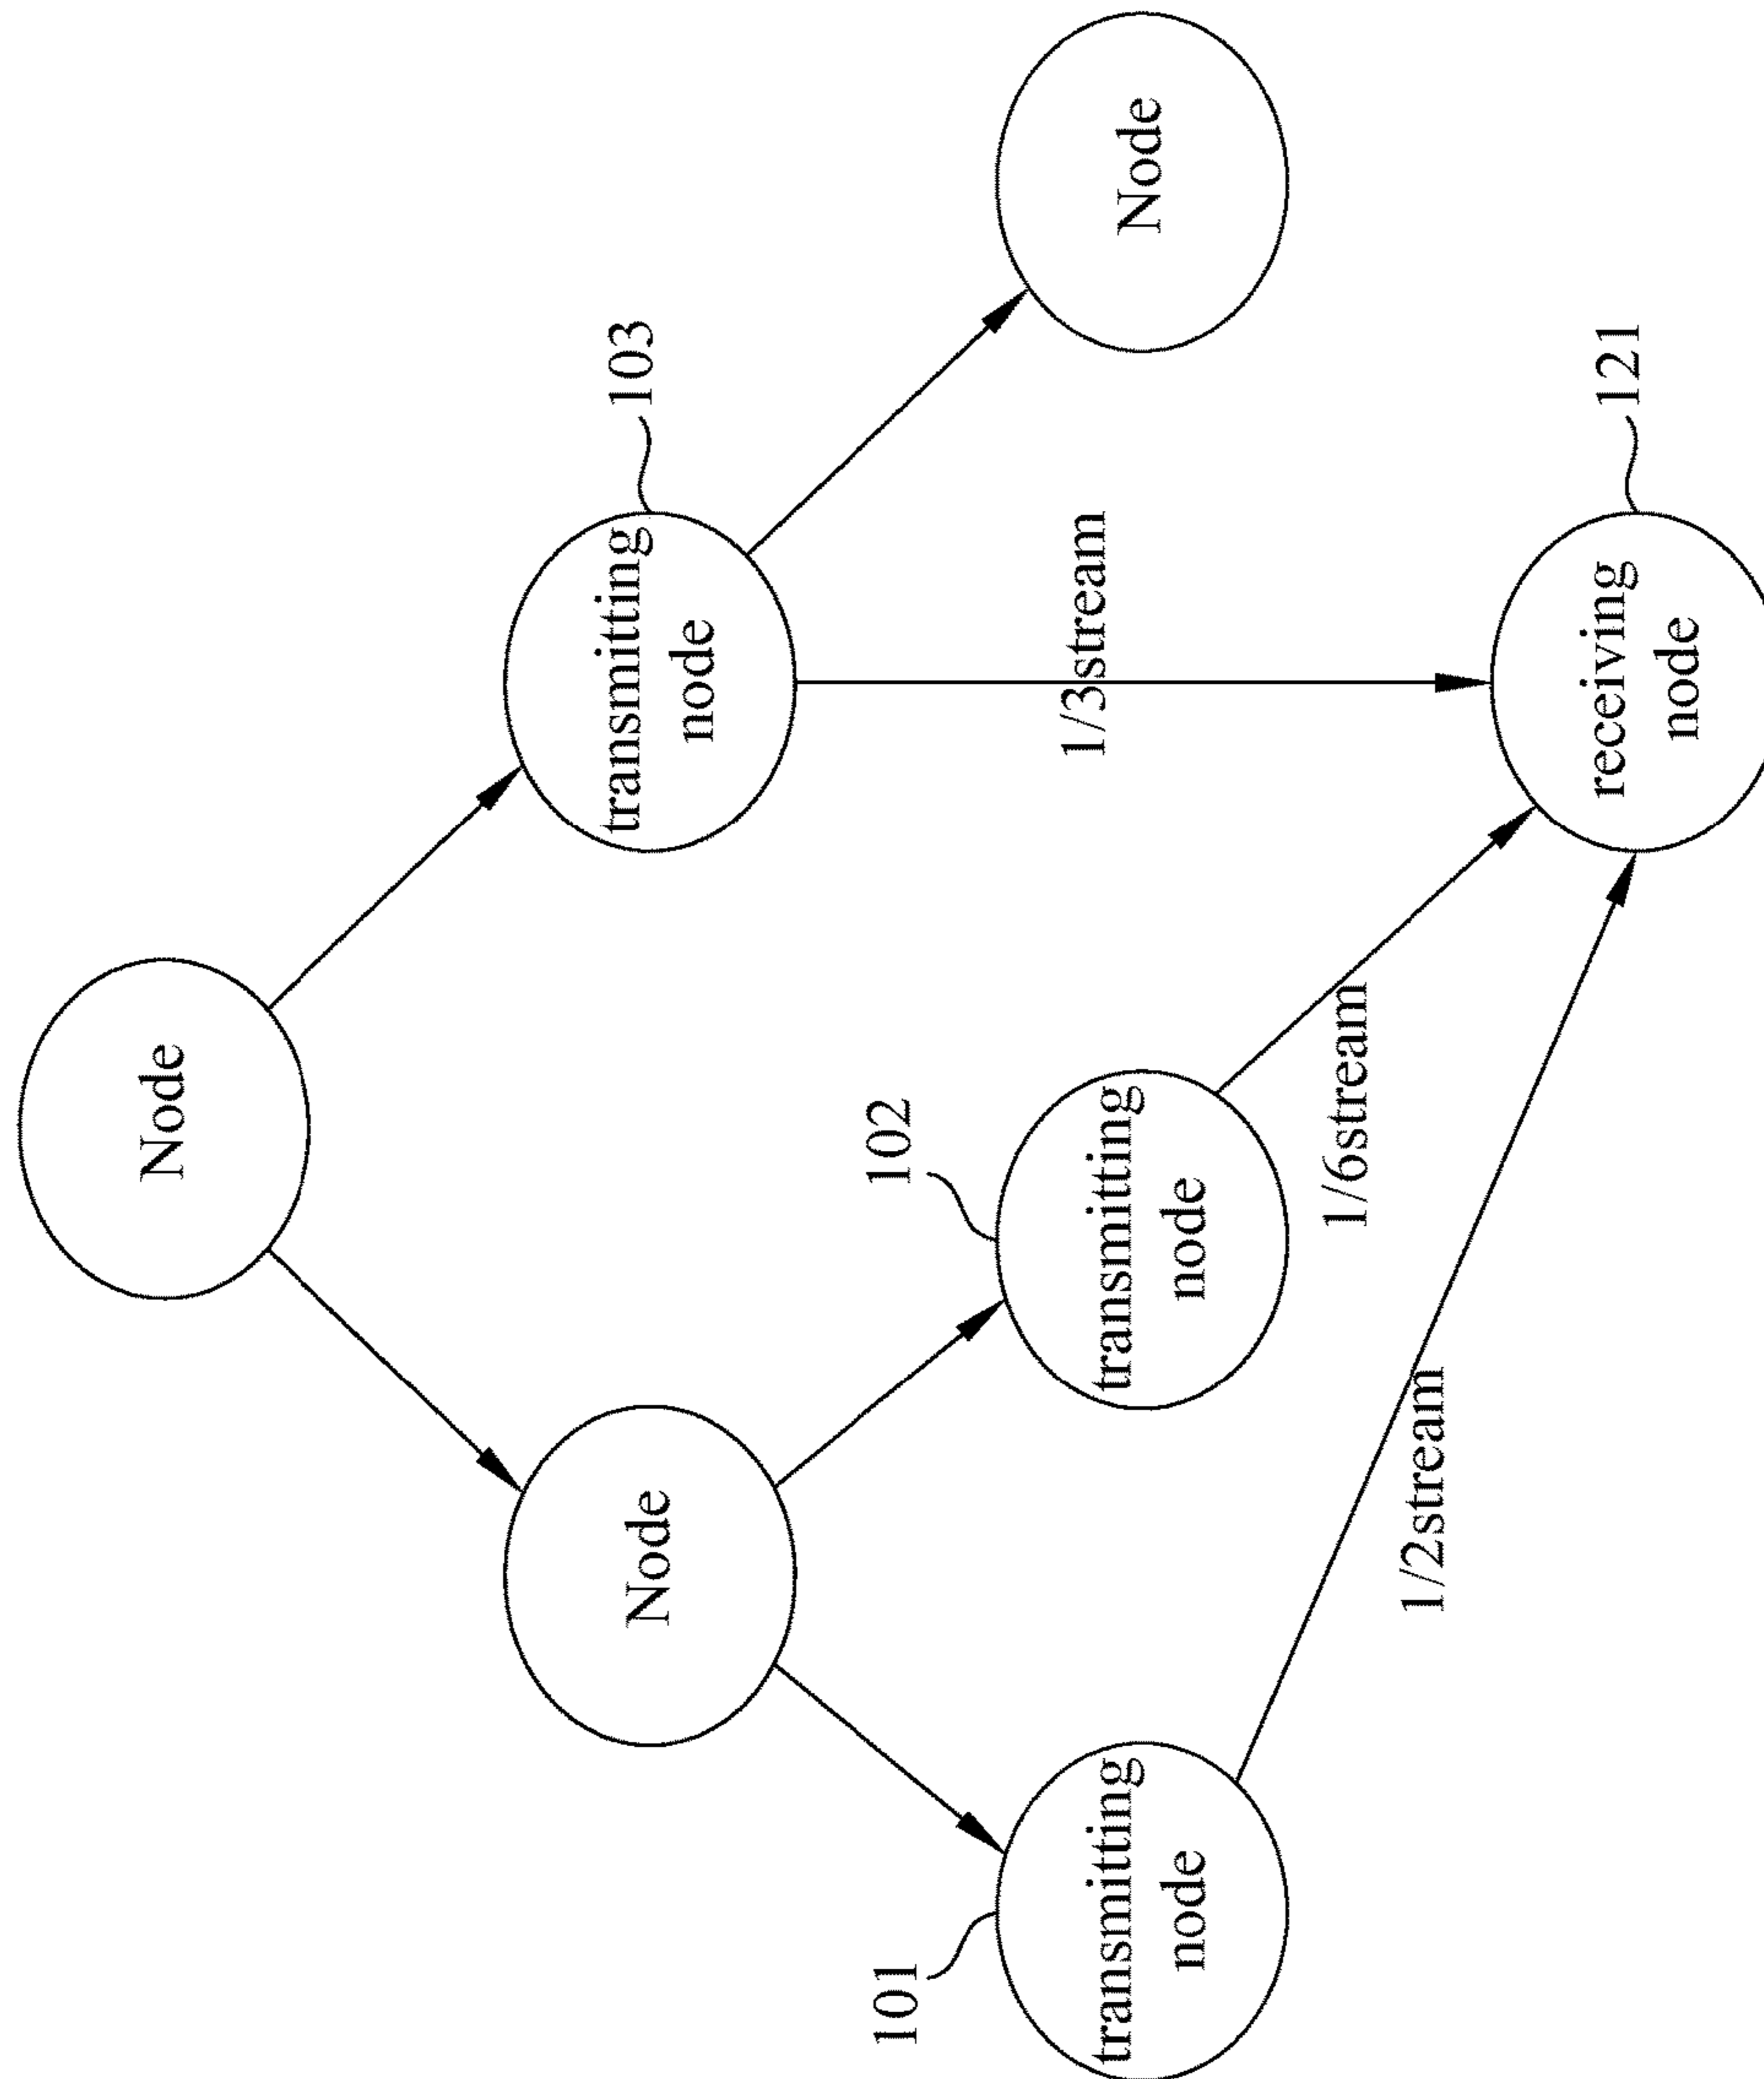 Node
Node
transmitting
node
103
101
102
transmitting
node
transmitting
node
1/3stream
Node
1/6stream
1/2stream
receiving
node
121